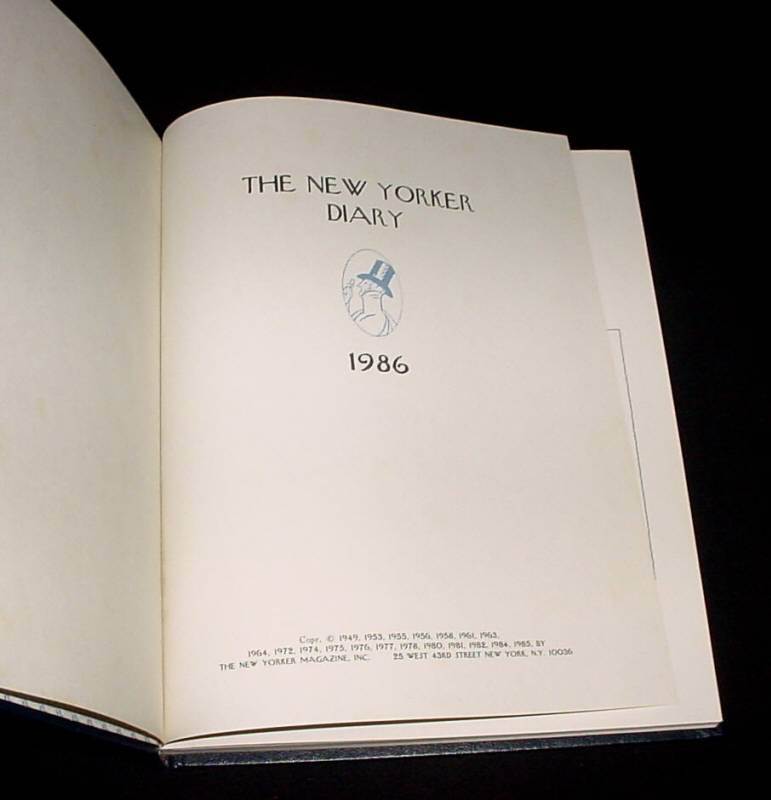 THE NEW YORKER
DIARY
1986
Copr. © 1949, 1953, 1955, 1956, 1958, 1961, 1963,
1964, 1972, 1974, 1975, 1976, 1977, 1978, 1980, 1981, 1982, 1984, 1985, BY
THE NEW YORKER MAGAZINE, INC. 25 WEST 43RD STREET NEW YORK, N.Y. 10036